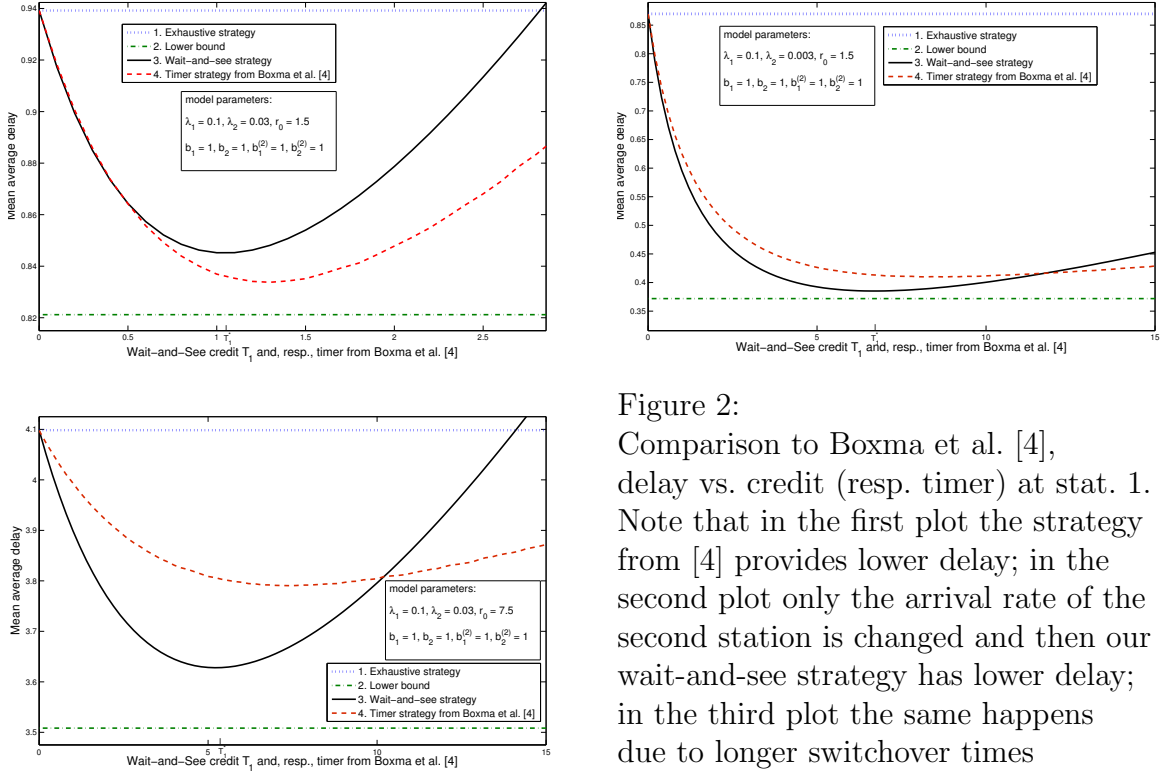 0.94
0.92
0.9
0.88
0.86
0.84
0.82
Mean average delay
1. Exhaustive strategy
2. Lower bound
3. Wait−and−See strategy
4. Timer strategy from Boxma et al. [4]
model parameters:
λ1 = 0.1, λ2 = 0.03, r0 = 1.5
b1 = 1, b2 = 1, b1(2) = 1, b2(2) = 1
0 0.5 1 T1* 1.5 2 2.5
Wait−and−See credit T1 and, resp., timer from Boxma et al. [4]
0.85
0.8
0.7
0.6
0.55
0.5
0.45
0.4
0.35
Mean average delay
model parameters:
λ1 = 0.1, λ2 = 0.003, r0 = 1.5
b1 = 1, b2 = 1, b1(2) = 1, b2(2) = 1
1. Exhaustive strategy
2. Lower bound
3. Wait−and−See strategy
4. Timer strategy from Boxma et al. [4]
0 5 10 15
Wait−and−See credit T1 and, resp., timer from Boxma et al. [4]
4.1
4
3.9
3.8
3.7
3.6
3.5
Mean average delay
model parameters:
λ1 = 0.1, λ2 = 0.03, r0 = 7.5
b1 = 1, b2 = 1, b1(2) = 1, b2(2) = 1
1. Exhaustive strategy
2. Lower bound
3. Wait−and−See strategy
4. Timer strategy from Boxma et al. [4]
0 5 10 15
Wait−and−See credit T1 and, resp., timer from Boxma et al. [4]
Figure 2:
Comparison to Boxma et al. [4],
delay vs. credit (resp. timer) at stat. 1.
Note that in the first plot the strategy
from [4] provides lower delay; in the
second plot only the arrival rate of the
second station is changed and then our
wait-and-see strategy has lower delay;
in the third plot the same happens
due to longer switchover times